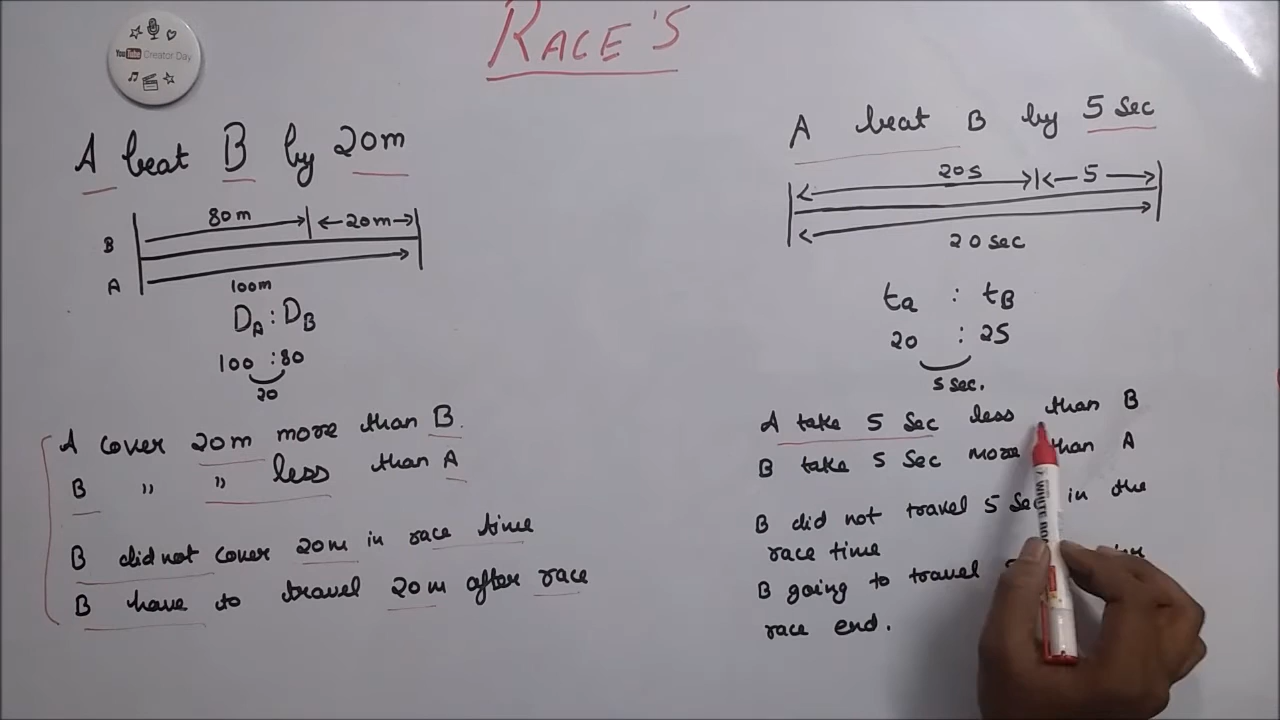 RACE'S
YouTube Creator Day
A beat B by 20m
80m
20m
B
A
100m
DA : DB
100 : 80
20
A cover 20m more than B.
B " " less than A
B did not cover 20m in race time
B have to travel 20m after race
A beat B by 5 Sec
20s
5
20 sec
ta : tB
20 : 25
5 sec.
A take 5 Sec less than B
B take 5 Sec more than A
B did not travel 5 Sec in the
race time
B going to travel
race end.
WHITE BOARD